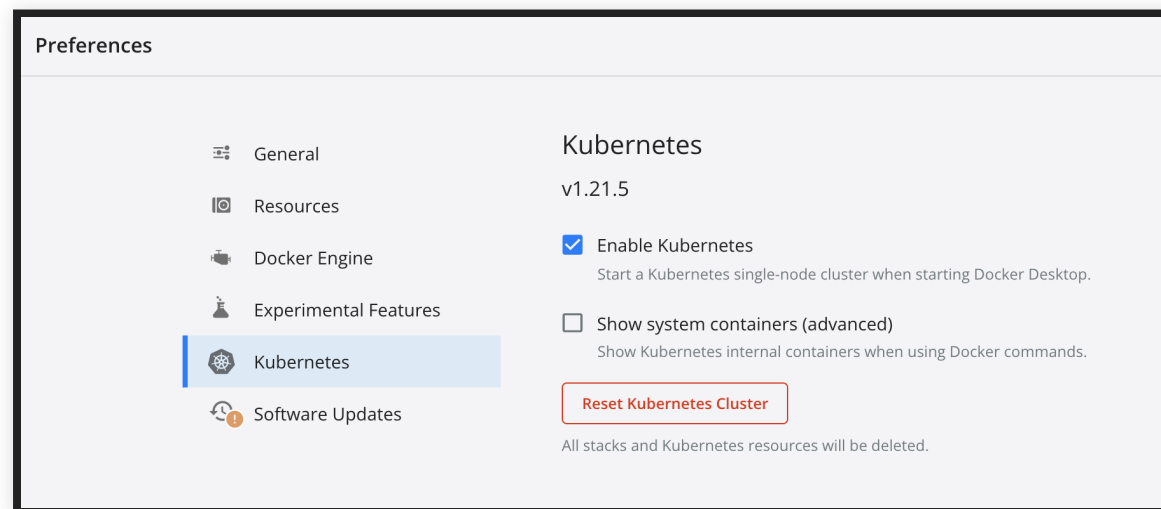 Preferences
General
Resources
Docker Engine
Experimental Features
Kubernetes
Software Updates
Kubernetes
v1.21.5
Enable Kubernetes
Start a Kubernetes single-node cluster when starting Docker Desktop.
Show system containers (advanced)
Show Kubernetes internal containers when using Docker commands.
Reset Kubernetes Cluster
All stacks and Kubernetes resources will be deleted.